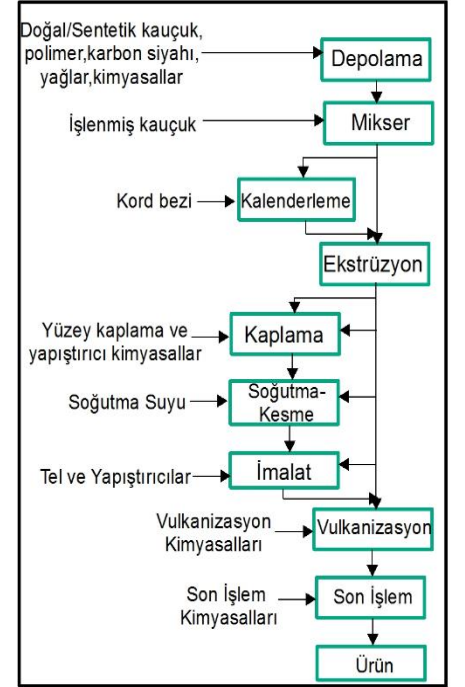 Doğal/Sentetik kauçuk,
polimer,karbon siyahı,
yağlar,kimyasallar
Depolama
İşlenmiş kauçuk
Mikser
Kord bezi
Kalenderleme
Ekstrüzyon
Yüzey kaplama ve
yapıştırıcı kimyasallar
Kaplama
Soğutma Suyu
Soğutma-
Kesme
Tel ve Yapıştırıcılar
İmalat
Vulkanizasyon
Kimyasalları
Vulkanizasyon
Son İşlem
Kimyasalları
Son İşlem
Ürün